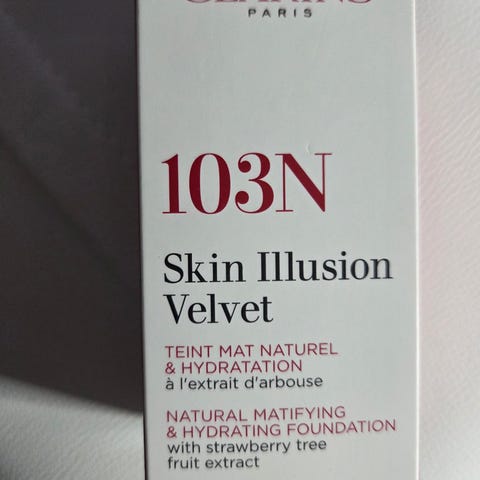 CLARINS
PARIS
103N
Skin Illusion
Velvet
TEINT MAT NATUREL
& HYDRATATION
à l'extrait d'arbouse
NATURAL MATIFYING
& HYDRATING FOUNDATION
with strawberry tree
fruit extract